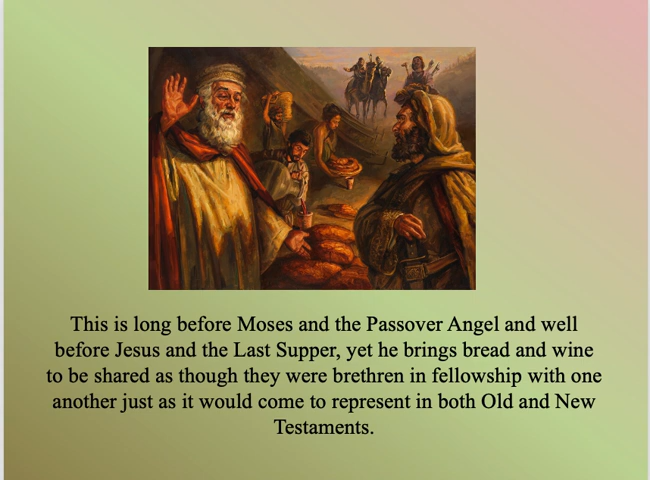 This is long before Moses and the Passover Angel and well
before Jesus and the Last Supper, yet he brings bread and wine
to be shared as though they were brethren in fellowship with one
another just as it would come to represent in both Old and New
Testaments.